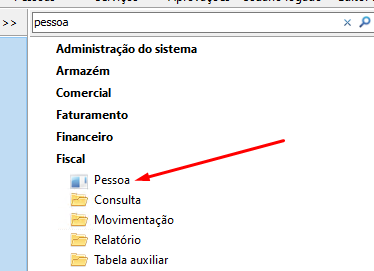 >> pessoa
Administração do sistema
Armazém
Comercial
Faturamento
Financeiro
Fiscal
Pessoa
Consulta
Movimentação
Relatório
Tabela auxiliar